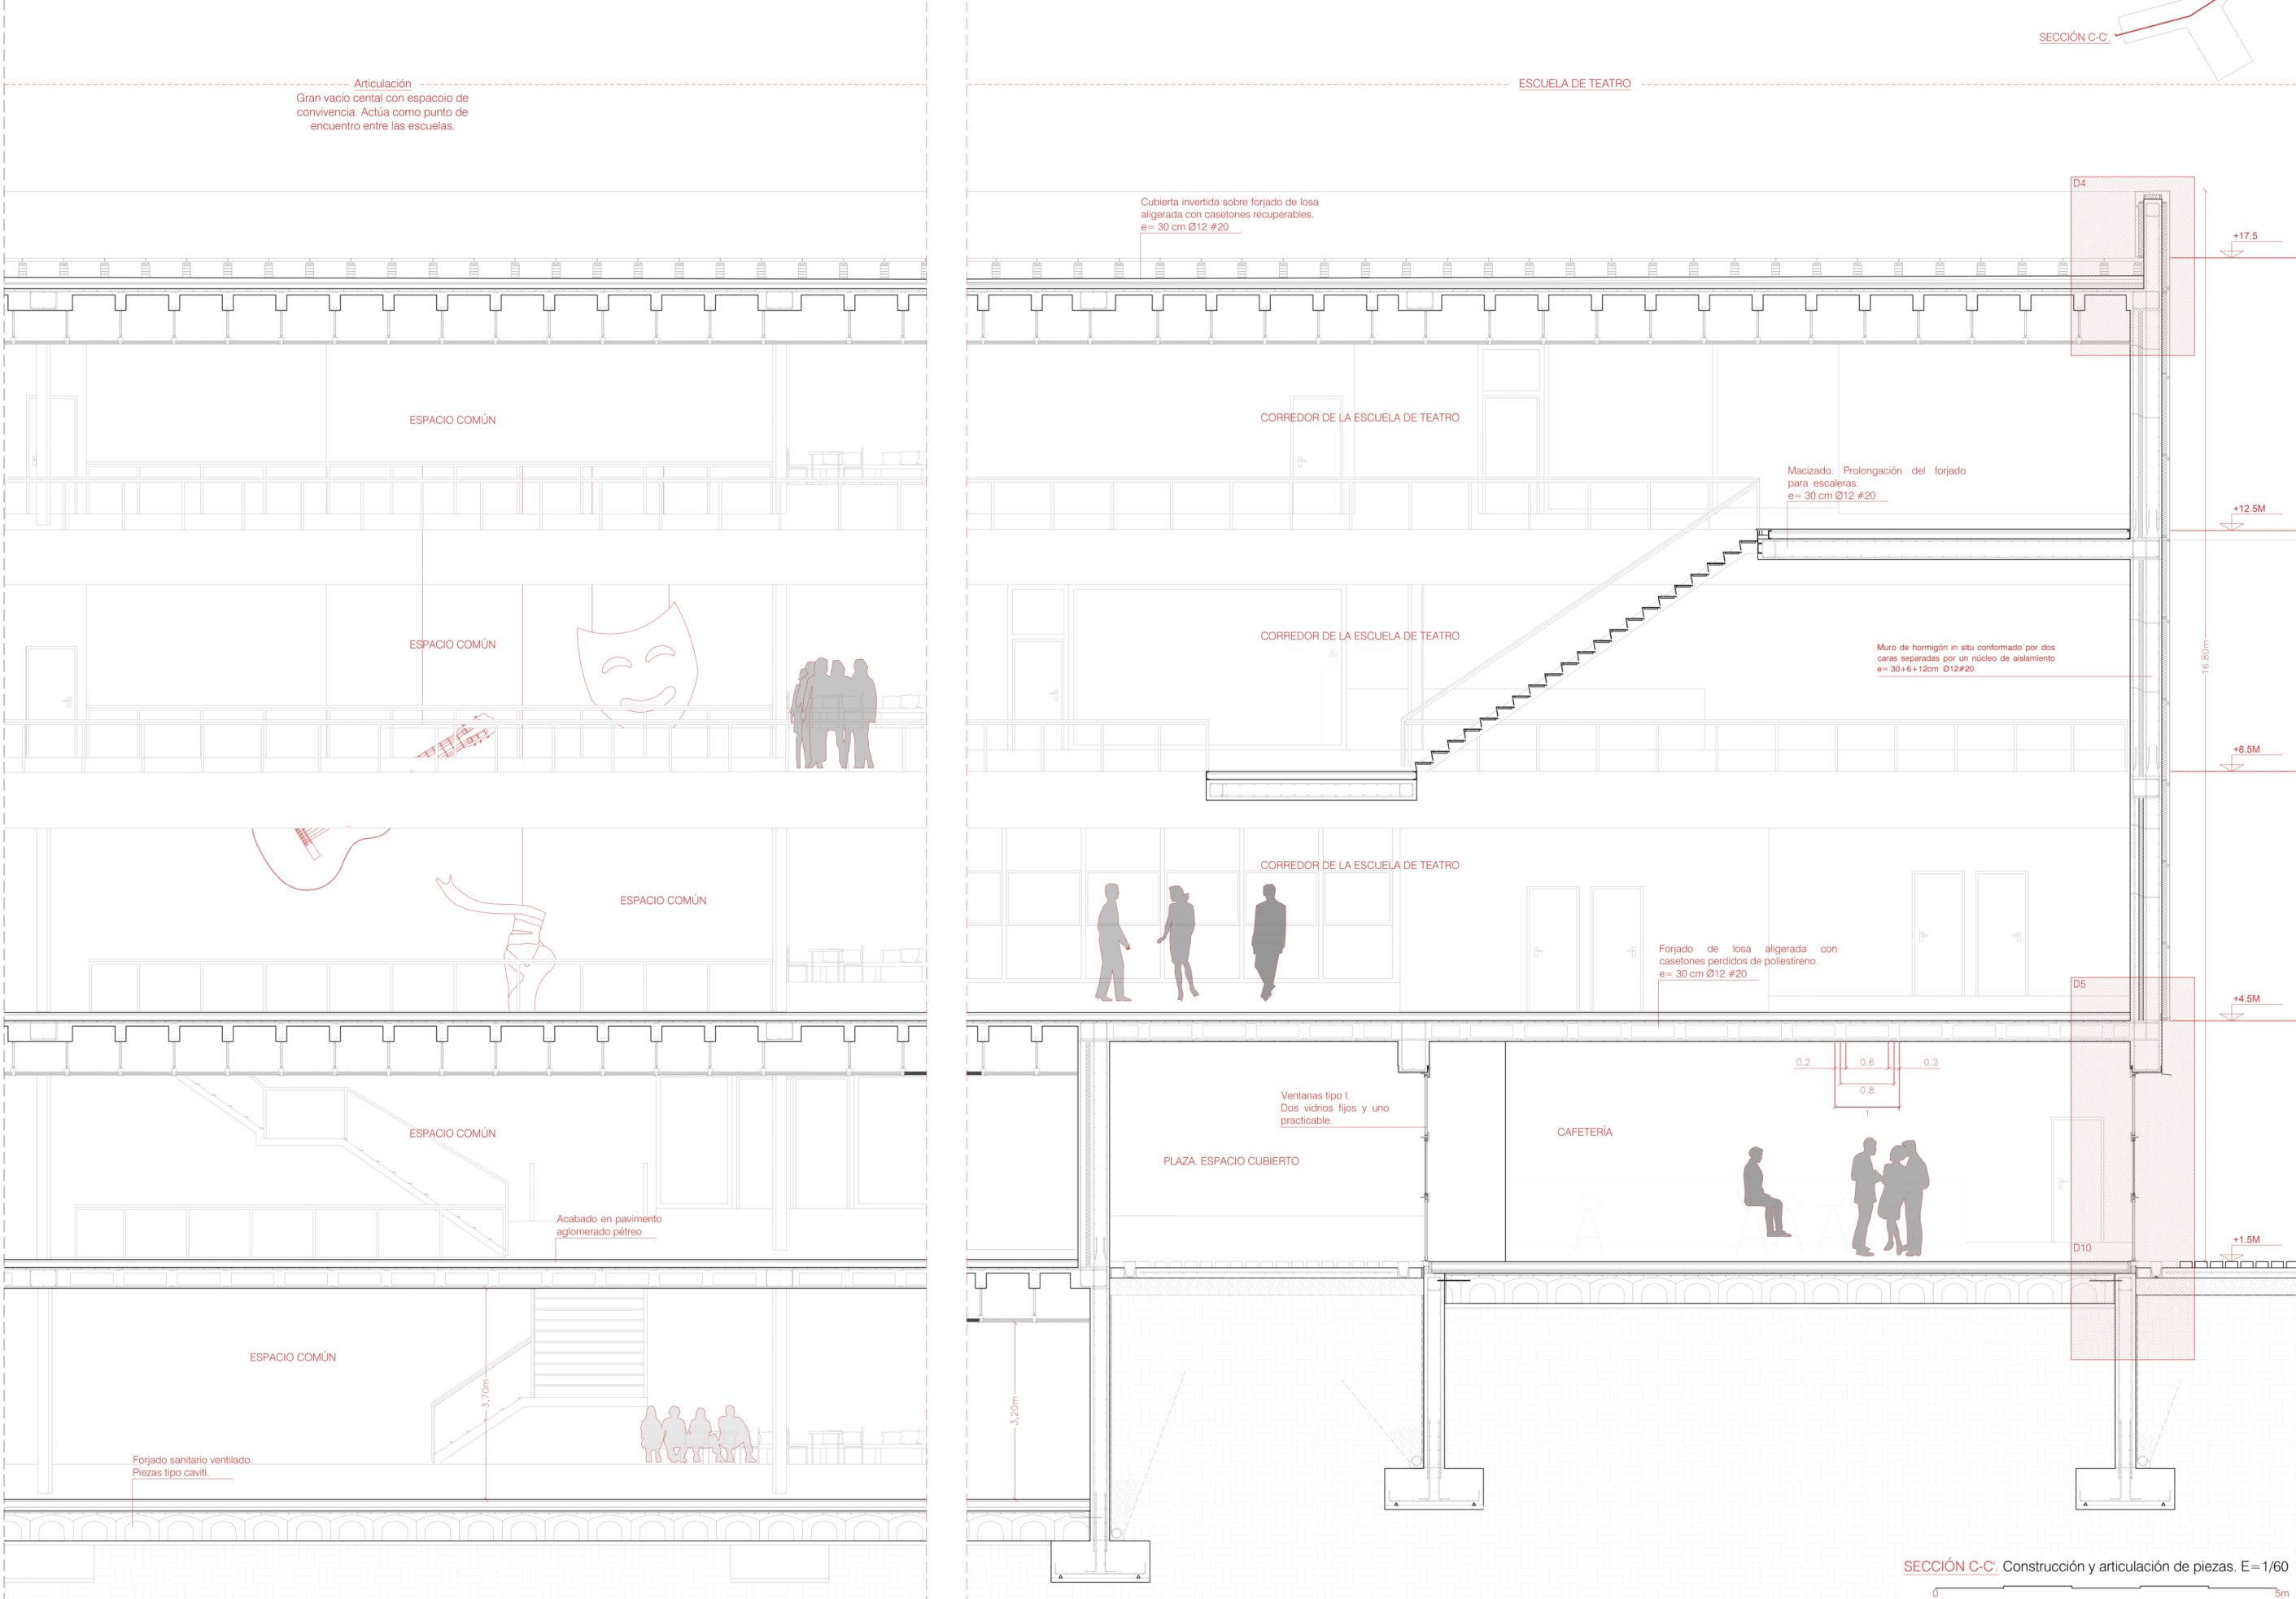 SECCIÓN C-C'.
Articulación
Gran vacío cental con espacoio de
convivencia. Actúa como punto de
encuentro entre las escuelas.
ESCUELA DE TEATRO
D4
Cubierta invertida sobre forjado de losa
aligerada con casetones recuperables.
e= 30 cm Ø12 #20
+17.5
ESPACIO COMÚN
CORREDOR DE LA ESCUELA DE TEATRO
Macizado. Prolongación del forjado
para escaleras.
e= 30 cm Ø12 #20
+12.5M
ESPACIO COMÚN
CORREDOR DE LA ESCUELA DE TEATRO
Muro de hormigón in situ conformado por dos
caras separadas por un núcleo de aislamiento
e= 30+6+12cm Ø12#20.
16.80m
+8.5M
CORREDOR DE LA ESCUELA DE TEATRO
ESPACIO COMÚN
Forjado de losa aligerada con
casetones perdidos de poliestireno.
e= 30 cm Ø12 #20
D5
+4.5M
0.2 0.6 0.2
0.8
1
Ventanas tipo I.
Dos vidrios fijos y uno
practicable.
ESPACIO COMÚN
CAFETERÍA
PLAZA. ESPACIO CUBIERTO
Acabado en pavimento
aglomerado pétreo
D10
+1.5M
ESPACIO COMÚN
3,70m
3,20m
Forjado sanitario ventilado.
Piezas tipo caviti.
SECCIÓN C-C'. Construcción y articulación de piezas. E=1/60
0 5m